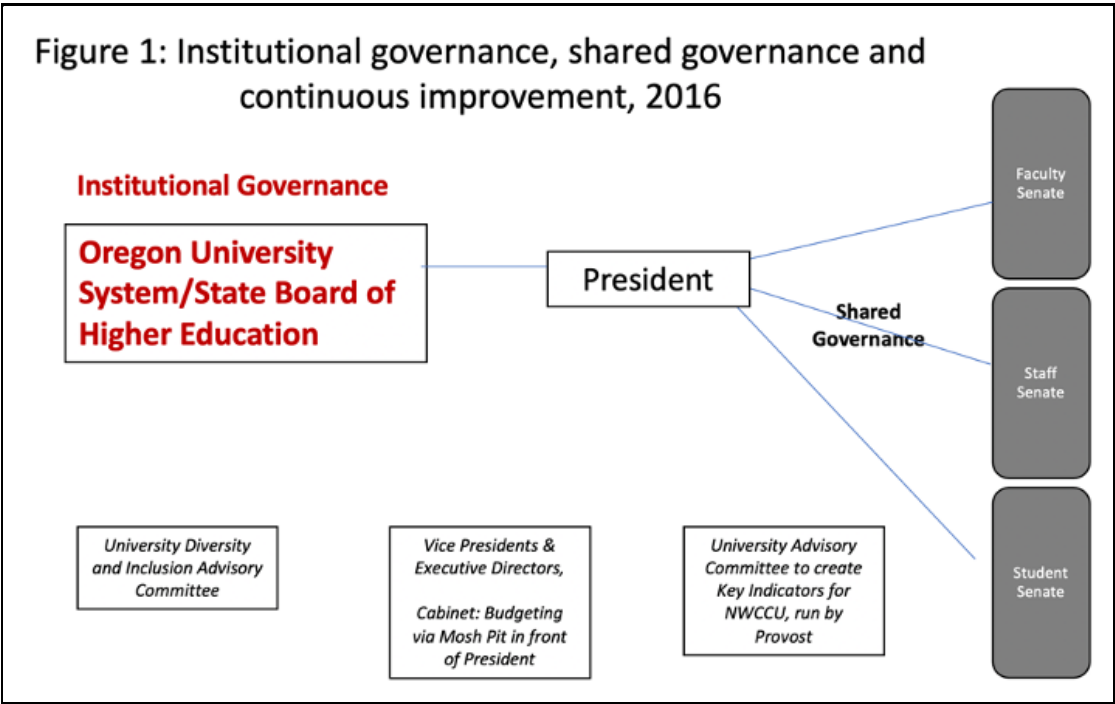 Figure 1: Institutional governance, shared governance and
continuous improvement, 2016
Institutional Governance
Oregon University
System/State Board of
Higher Education
President
Shared
Governance
Faculty
Senate
Staff
Senate
Student
Senate
University Diversity
and Inclusion Advisory
Committee
Vice Presidents &
Executive Directors,
Cabinet: Budgeting
via Mosh Pit in front
of President
University Advisory
Committee to create
Key Indicators for
NWCCU, run by
Provost